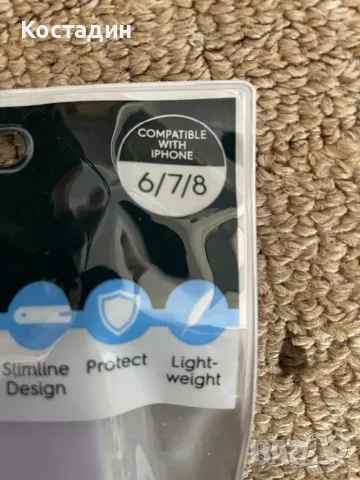 Костадин
COMPATIBLE
WITH
iPHONE
6/7/8
Slimline
Design
Protect
Light-
weight